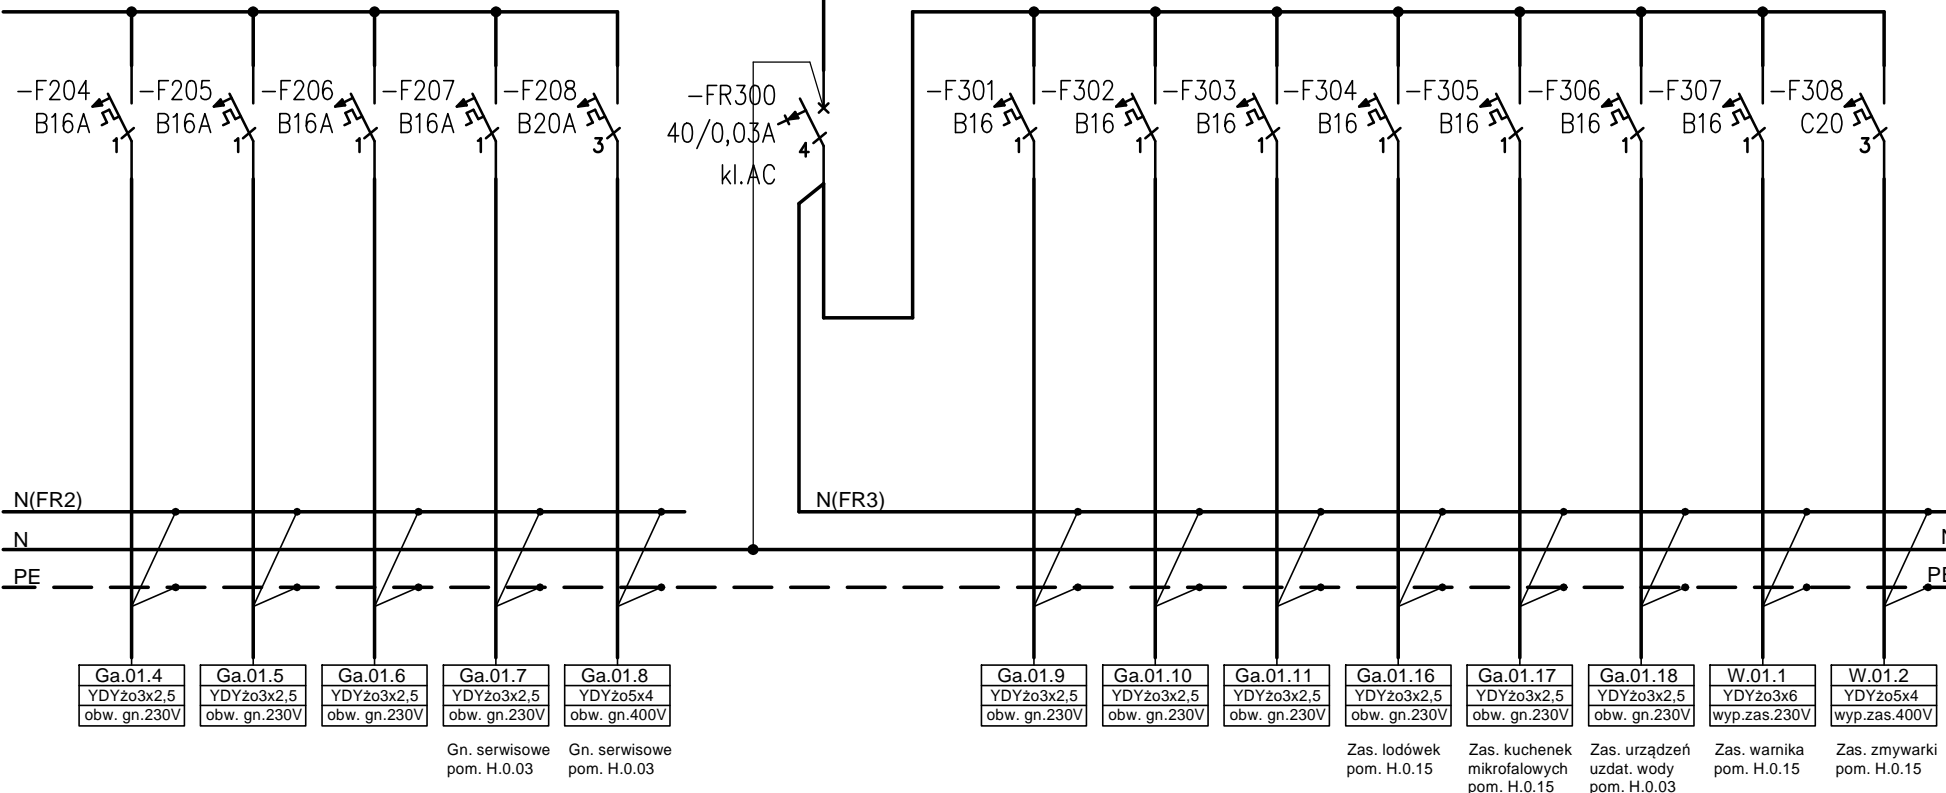 -F204
B16A
1
-F205
B16A
1
-F206
B16A
1
-F207
B16A
1
-F208
B20A
3
-FR300
40/0,03A
4
kl.AC
-F301
B16
1
-F302
B16
1
-F303
B16
1
-F304
B16
1
-F305
B16
1
-F306
B16
1
-F307
B16
1
-F308
C20
3
N(FR2)
N(FR3)
N
PE
PE
Ga.01.4
YDYżo3x2,5
obw. gn.230V
Ga.01.5
YDYżo3x2,5
obw. gn.230V
Ga.01.6
YDYżo3x2,5
obw. gn.230V
Ga.01.7
YDYżo3x2,5
obw. gn.230V
Gn. serwisowe
pom. H.0.03
Ga.01.8
YDYżo5x4
obw. gn.400V
Gn. serwisowe
pom. H.0.03
Ga.01.9
YDYżo3x2,5
obw. gn.230V
Ga.01.10
YDYżo3x2,5
obw. gn.230V
Ga.01.11
YDYżo3x2,5
obw. gn.230V
Ga.01.16
YDYżo3x2,5
obw. gn.230V
Zas. lodówek
pom. H.0.15
Ga.01.17
YDYżo3x2,5
obw. gn.230V
Zas. kuchenek
mikrofalowych
pom. H.0.15
Ga.01.18
YDYżo3x2,5
obw. gn.230V
Zas. urządzeń
uzdat. wody
pom. H.0.03
W.01.1
YDYżo3x6
wyp.zas.230V
Zas. warnika
pom. H.0.15
W.01.2
YDYżo5x4
wyp.zas.400V
Zas. zmywarki
pom. H.0.15